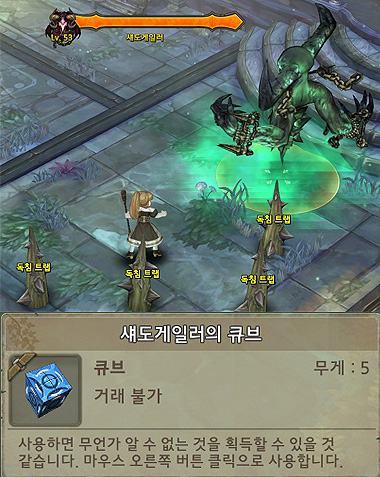 Lv. 53
섀도게일러
독침 트랩
독침 트랩
독침 트랩
독침 트랩
섀도게일러의 큐브
큐브
무게 : 5
거래 불가
사용하면 무언가 알 수 없는 것을 획득할 수 있을 것
같습니다. 마우스 오른쪽 버튼 클릭으로 사용합니다.